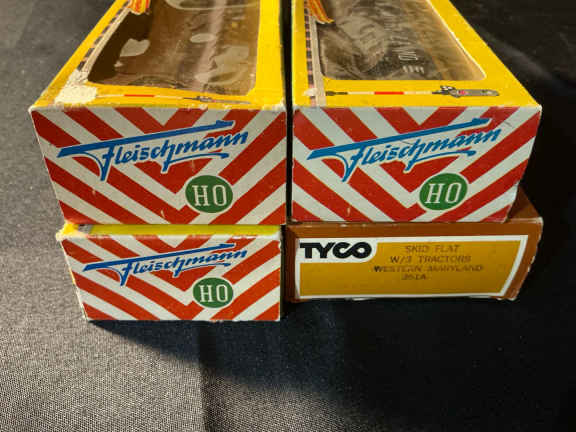 Fleischmann
HO
Fleischmann
HO
Fleischmann
HO
TYCO
SKID FLAT
W/3 TRACTORS
WESTERN MARYLAND
351A